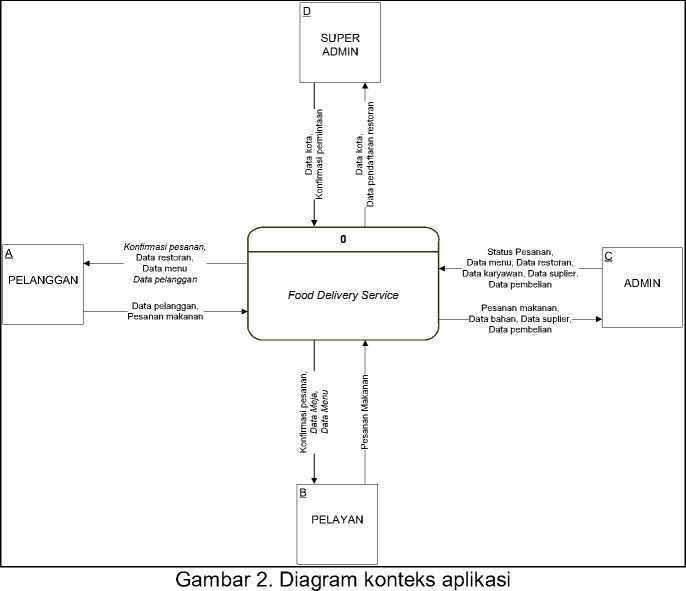 D
SUPER
ADMIN
Data kota,
Konfirmasi permintaan
Data kota,
Data pendaftaran restoran
A
PELANGGAN
Konfirmasi pesanan,
Data restoran,
Data menu
Data pelanggan
Data pelanggan,
Pesanan makanan
0
Food Delivery Service
Status Pesanan,
Data menu, Data restoran,
Data karyawan, Data suplier,
Data pembelian
Pesanan makanan,
Data bahan, Data suplier,
Data pembelian
C
ADMIN
Konfirmasi pesanan,
Data Meja,
Data Menu
Pesanan Makanan
B
PELAYAN
Gambar 2. Diagram konteks aplikasi